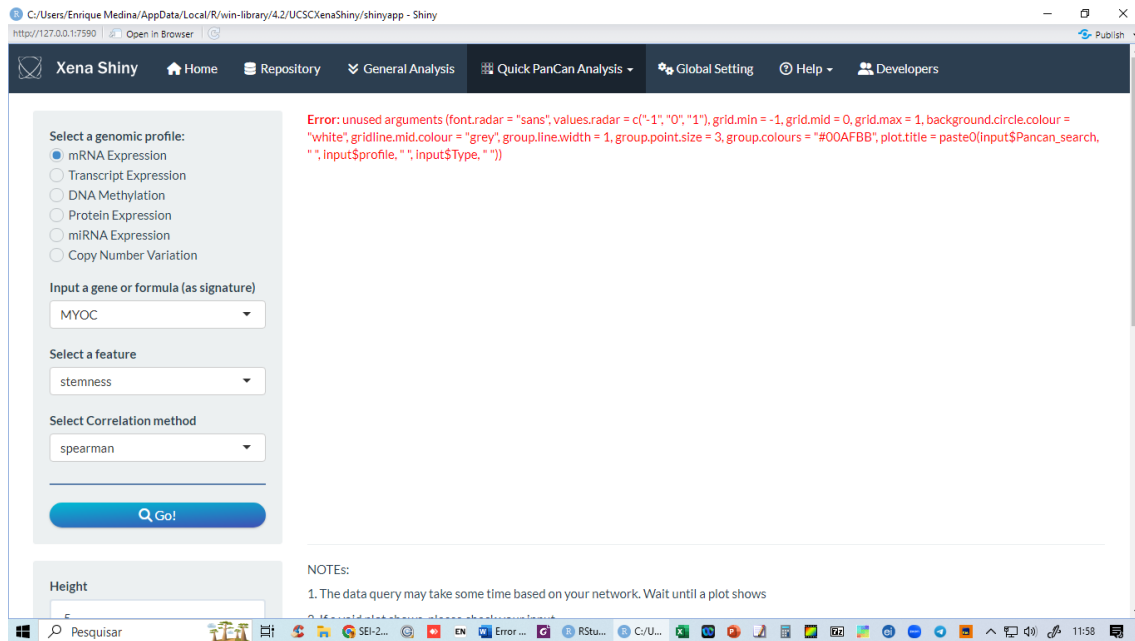 C:/Users/Enrique Medina/AppData/Local/R/win-library/4.2/UCSCXenaShiny/shinyapp - Shiny
http://127.0.0.1:7590 Open in Browser Publish
Xena Shiny Home Repository General Analysis Quick PanCan Analysis Global Setting Help Developers
Select a genomic profile:
mRNA Expression
Transcript Expression
DNA Methylation
Protein Expression
miRNA Expression
Copy Number Variation
Input a gene or formula (as signature)
MYOC
Select a feature
stemness
Select Correlation method
spearman
Go!
Height
Error: unused arguments (font.radar = "sans", values.radar = c("-1", "0", "1"), grid.min = -1, grid.mid = 0, grid.max = 1, background.circle.colour =
"white", gridline.mid.colour = "grey", group.line.width = 1, group.point.size = 3, group.colours = "#00AFBB", plot.title = paste0(input$Pancan_search,
" ", input$profile, " ", input$Type, " "))
NOTEs:
1. The data query may take some time based on your network. Wait until a plot shows
Pesquisar SEI-2... EN Error ... RStu... C:/U... 11:58